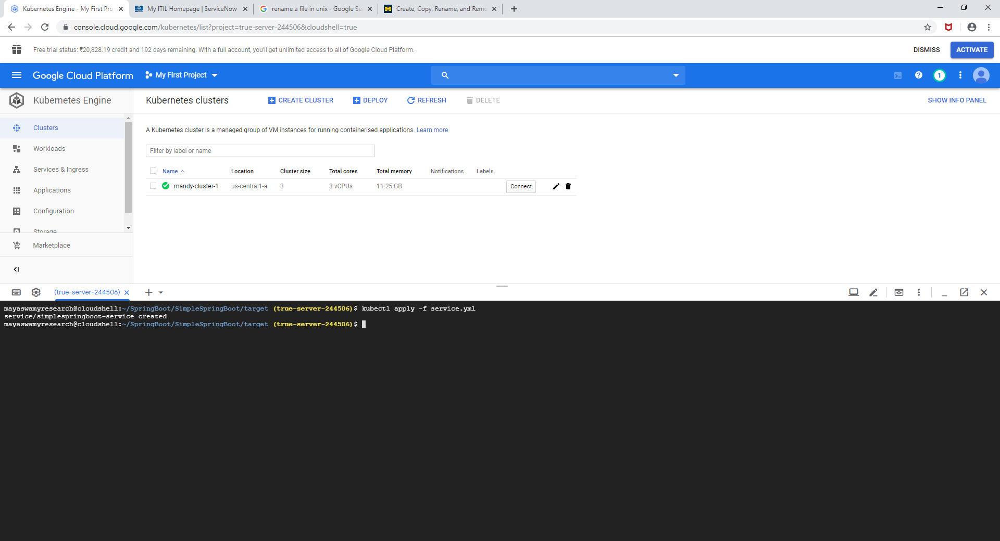 Kubernetes Engine - My First Pro
My ITIL Homepage | ServiceNow
rename a file in unix - Google Se
Create, Copy, Rename, and Remo
console.cloud.google.com/kubernetes/list?project=true-server-244506&cloudshell=true
Free trial status: ₹20,828.19 credit and 192 days remaining. With a full account, you'll get unlimited access to all of Google Cloud Platform.
DISMISS
ACTIVATE
Google Cloud Platform
My First Project
1
Kubernetes Engine
Kubernetes clusters
CREATE CLUSTER
DEPLOY
REFRESH
DELETE
SHOW INFO PANEL
Clusters
Workloads
Services & Ingress
Applications
Configuration
Storage
Marketplace
A Kubernetes cluster is a managed group of VM instances for running containerised applications. Learn more
Filter by label or name
Name Location Cluster size Total cores Total memory Notifications Labels
mandy-cluster-1 us-central1-a 3 3 vCPUs 11.25 GB Connect
(true-server-244506)
mayaswamyresearch@cloudshell:~/SpringBoot/SimpleSpringBoot/target (true-server-244506)$ kubectl apply -f service.yml
service/simplespringboot-service created
mayaswamyresearch@cloudshell:~/SpringBoot/SimpleSpringBoot/target (true-server-244506)$